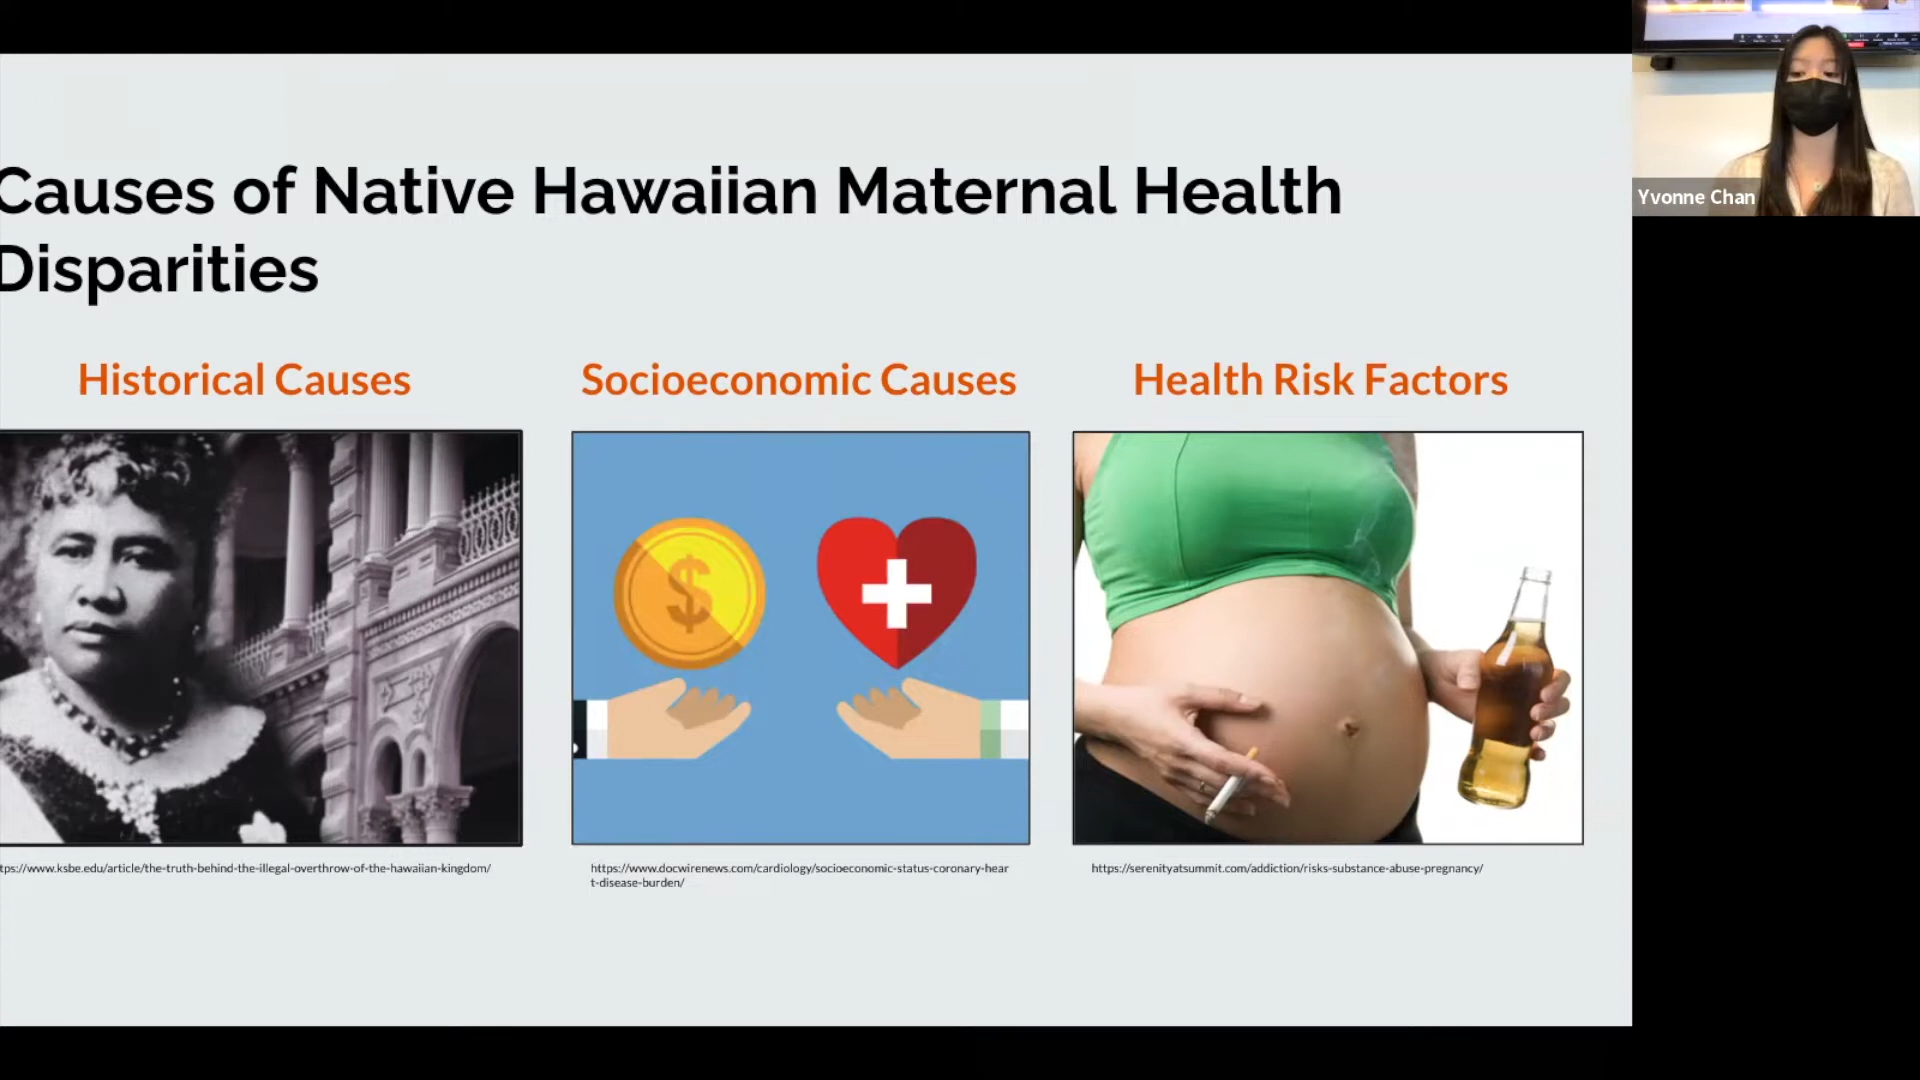 Causes of Native Hawaiian Maternal Health
Disparities
Historical Causes
Socioeconomic Causes
Health Risk Factors
$
tps://www.ksbe.edu/article/the-truth-behind-the-illegal-overthrow-of-the-hawaiian-kingdom/
https://www.docwirenews.com/cardiology/socioeconomic-status-coronary-hear
t-disease-burden/
https://serenityatsummit.com/addiction/risks-substance-abuse-pregnancy/
Yvonne Chan